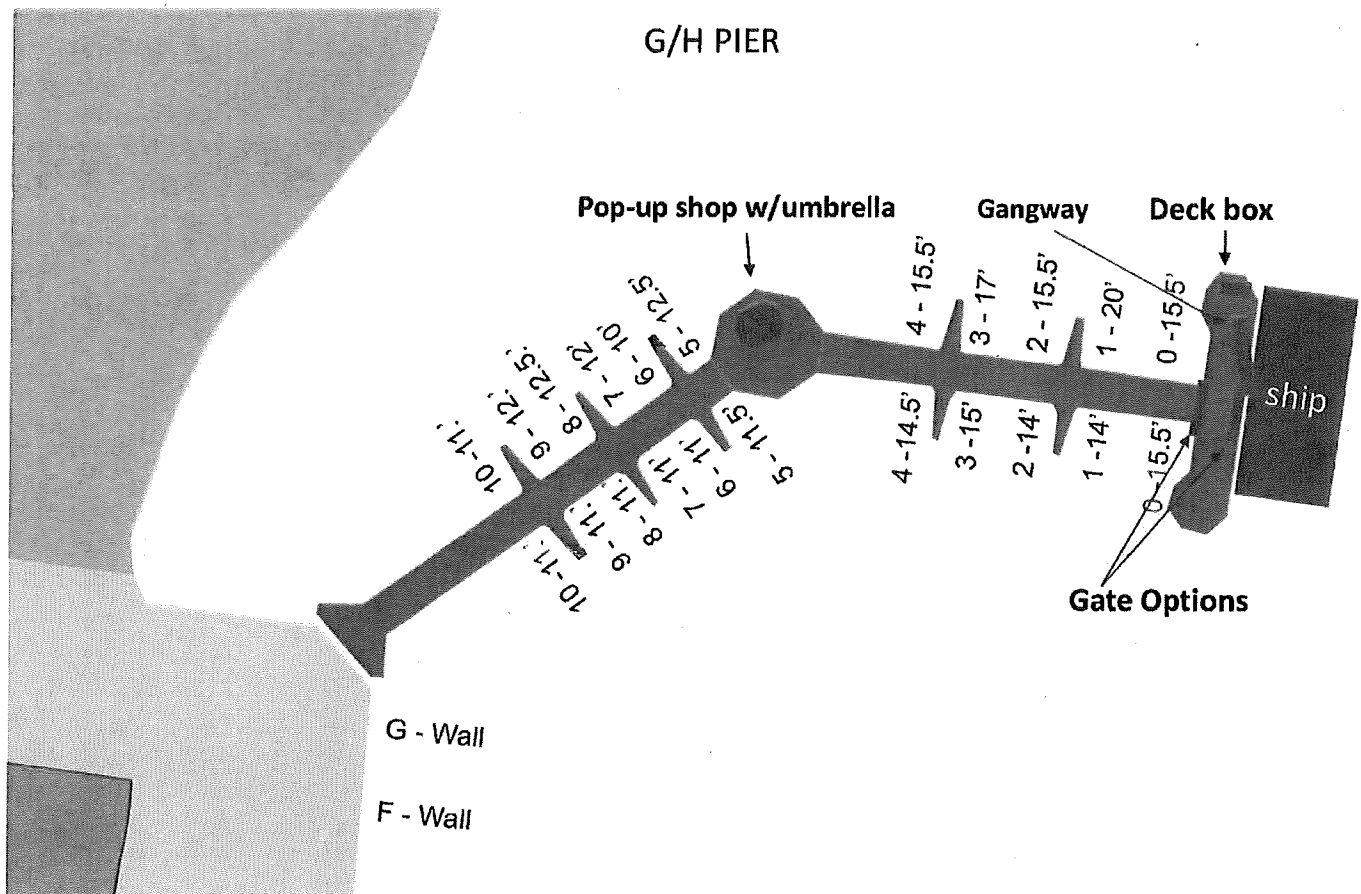 G/H PIER
Pop-up shop w/umbrella
Gangway
Deck box
5 - 12.5'
6 - 10'
7 - 12'
8 - 12.5.'
9 - 12.'
10 - 11.'
4 - 15.5'
3 - 17'
2 - 15.5'
1 - 20'
0 -15.5'
ship
4 -14.5'
3 -15'
2 -14'
1 -14'
0 -15.5'
5 - 11.5'
6 - 11'
7 - 11'
8 - 11.'
9 - 11.'
10 -11.'
Gate Options
G - Wall
F - Wall